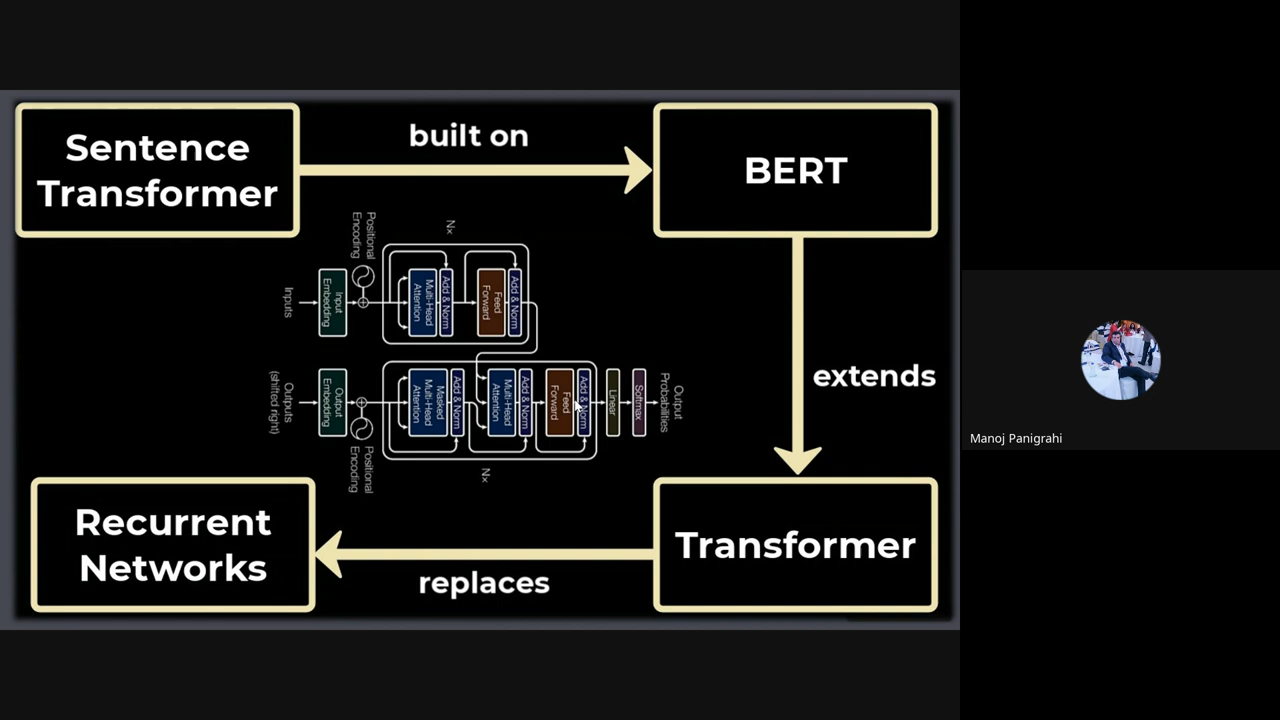 Sentence
Transformer
built on
BERT
Positional
Encoding
Nx
Inputs
Input
Embedding
Multi-Head
Attention
Add & Norm
Feed
Forward
Add & Norm
Outputs
(shifted right)
Output
Embedding
Positional
Encoding
Masked
Multi-Head
Attention
Add & Norm
Multi-Head
Attention
Add & Norm
Feed
Forward
Add & Norm
Linear
Softmax
Output
Probabilities
Nx
extends
Manoj Panigrahi
Recurrent
Networks
replaces
Transformer